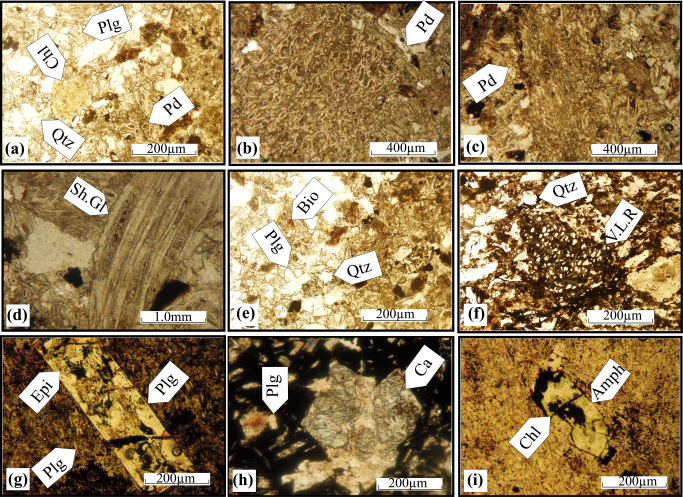 Plg
Chl
Pd
Qtz
(a)
200µm
Pd
(b)
400µm
Pd
(c)
400µm
Sh.Gl
(d)
1.0mm
Bio
Plg
Qtz
(e)
200µm
Qtz
V.L.R
(f)
200µm
Epi
Plg
Plg
(g)
200µm
Plg
Ca
(h)
200µm
Amph
Chl
(i)
200µm